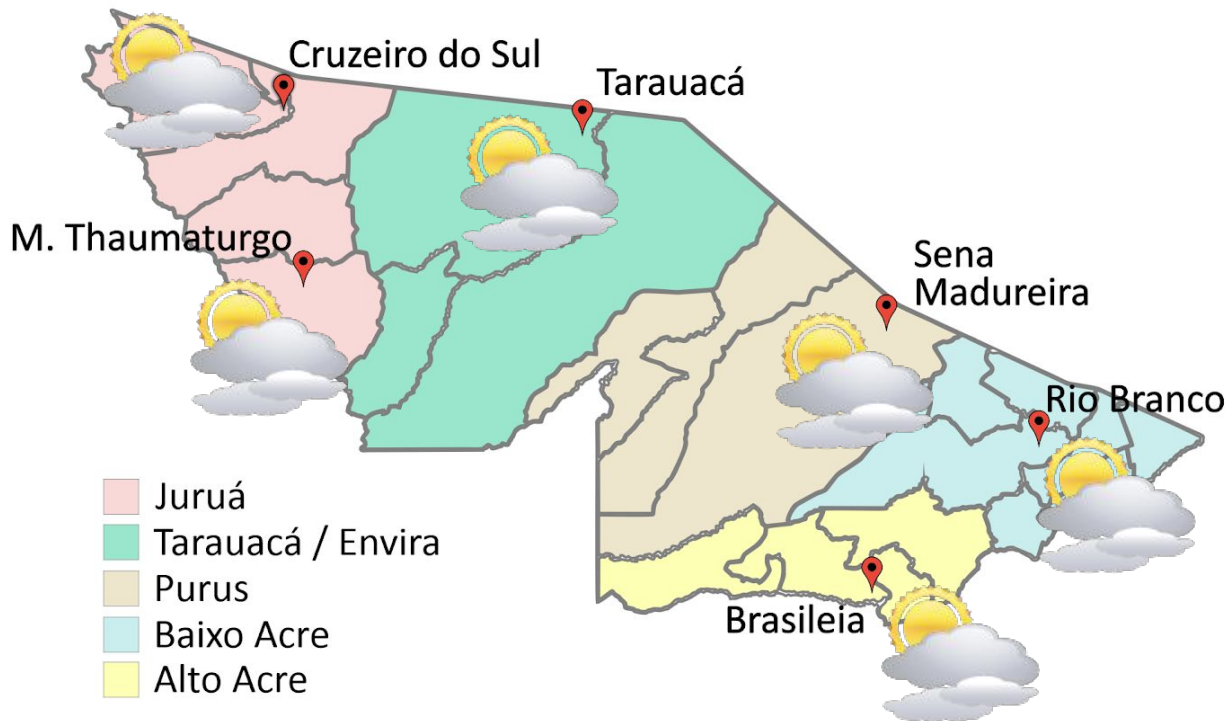 Cruzeiro do Sul
Tarauacá
M. Thaumaturgo
Sena
Madureira
Rio Branco
Brasileia
Juruá
Tarauacá / Envira
Purus
Baixo Acre
Alto Acre